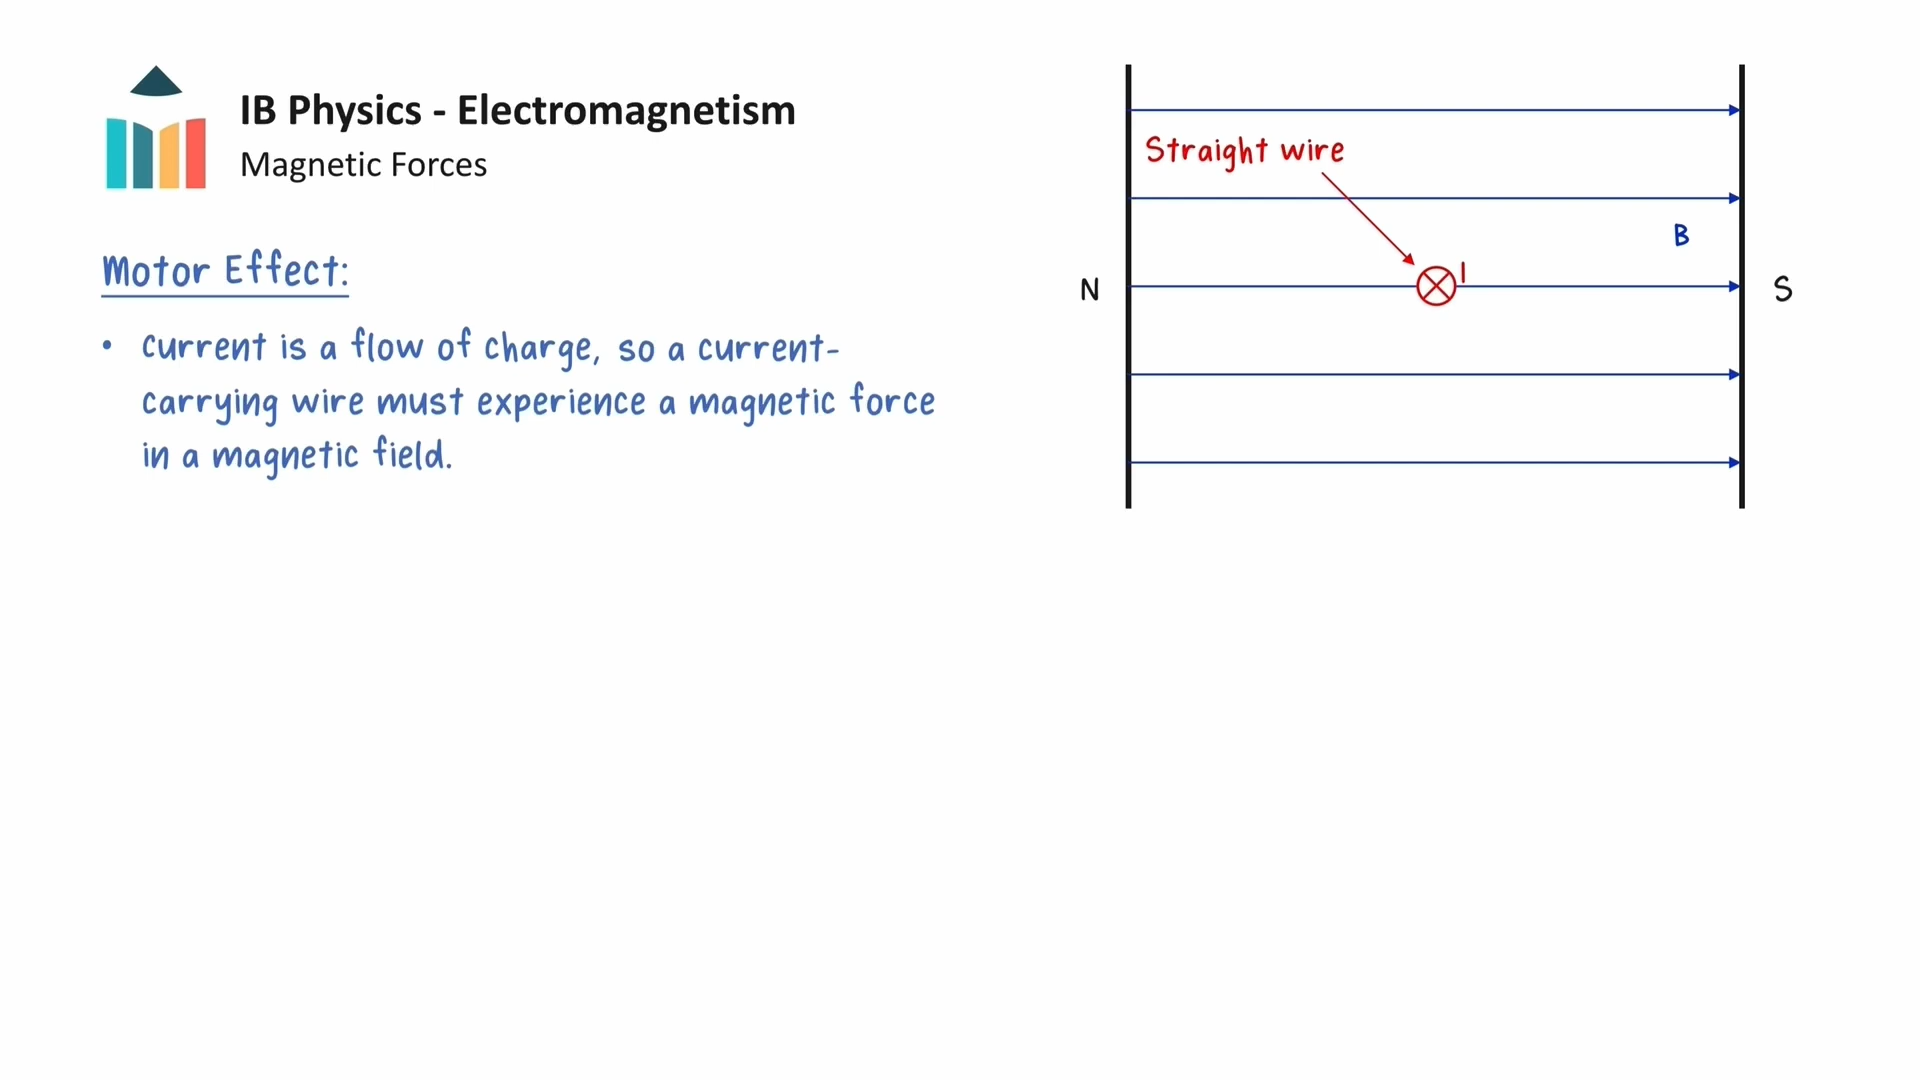 IB Physics - Electromagnetism
Magnetic Forces
Motor Effect:
• current is a flow of charge, so a current-
carrying wire must experience a magnetic force
in a magnetic field.
Straight wire
B
I
N
S